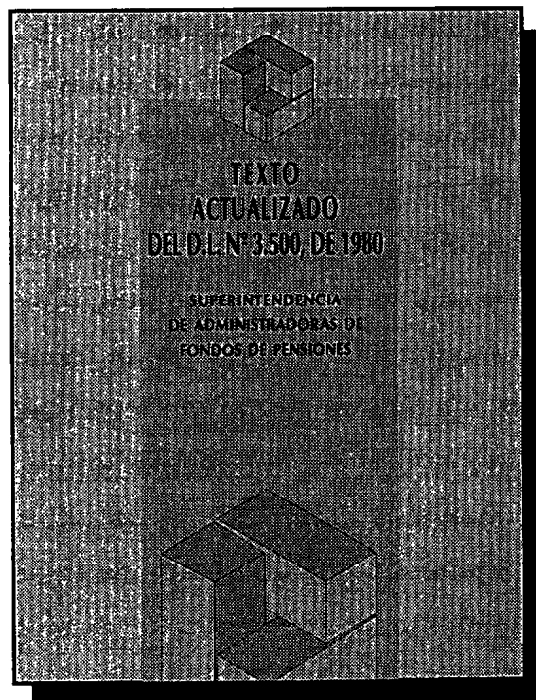 TEXTO
ACTUALIZADO
DEL D.L. N° 3.500, DE 1980
SUPERINTENDENCIA
DE ADMINISTRADORAS DE
FONDOS DE PENSIONES